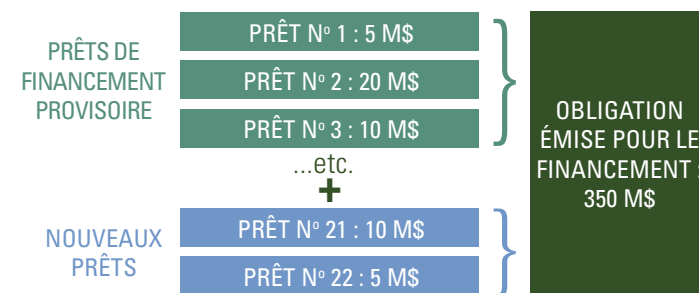 PRÊTS DE
FINANCEMENT
PROVISOIRE
PRÊT Nº 1 : 5 M$
PRÊT Nº 2 : 20 M$
PRÊT Nº 3 : 10 M$
...etc.
+
NOUVEAUX
PRÊTS
PRÊT Nº 21 : 10 M$
PRÊT Nº 22 : 5 M$
OBLIGATION
ÉMISE POUR LE
FINANCEMENT :
350 M$